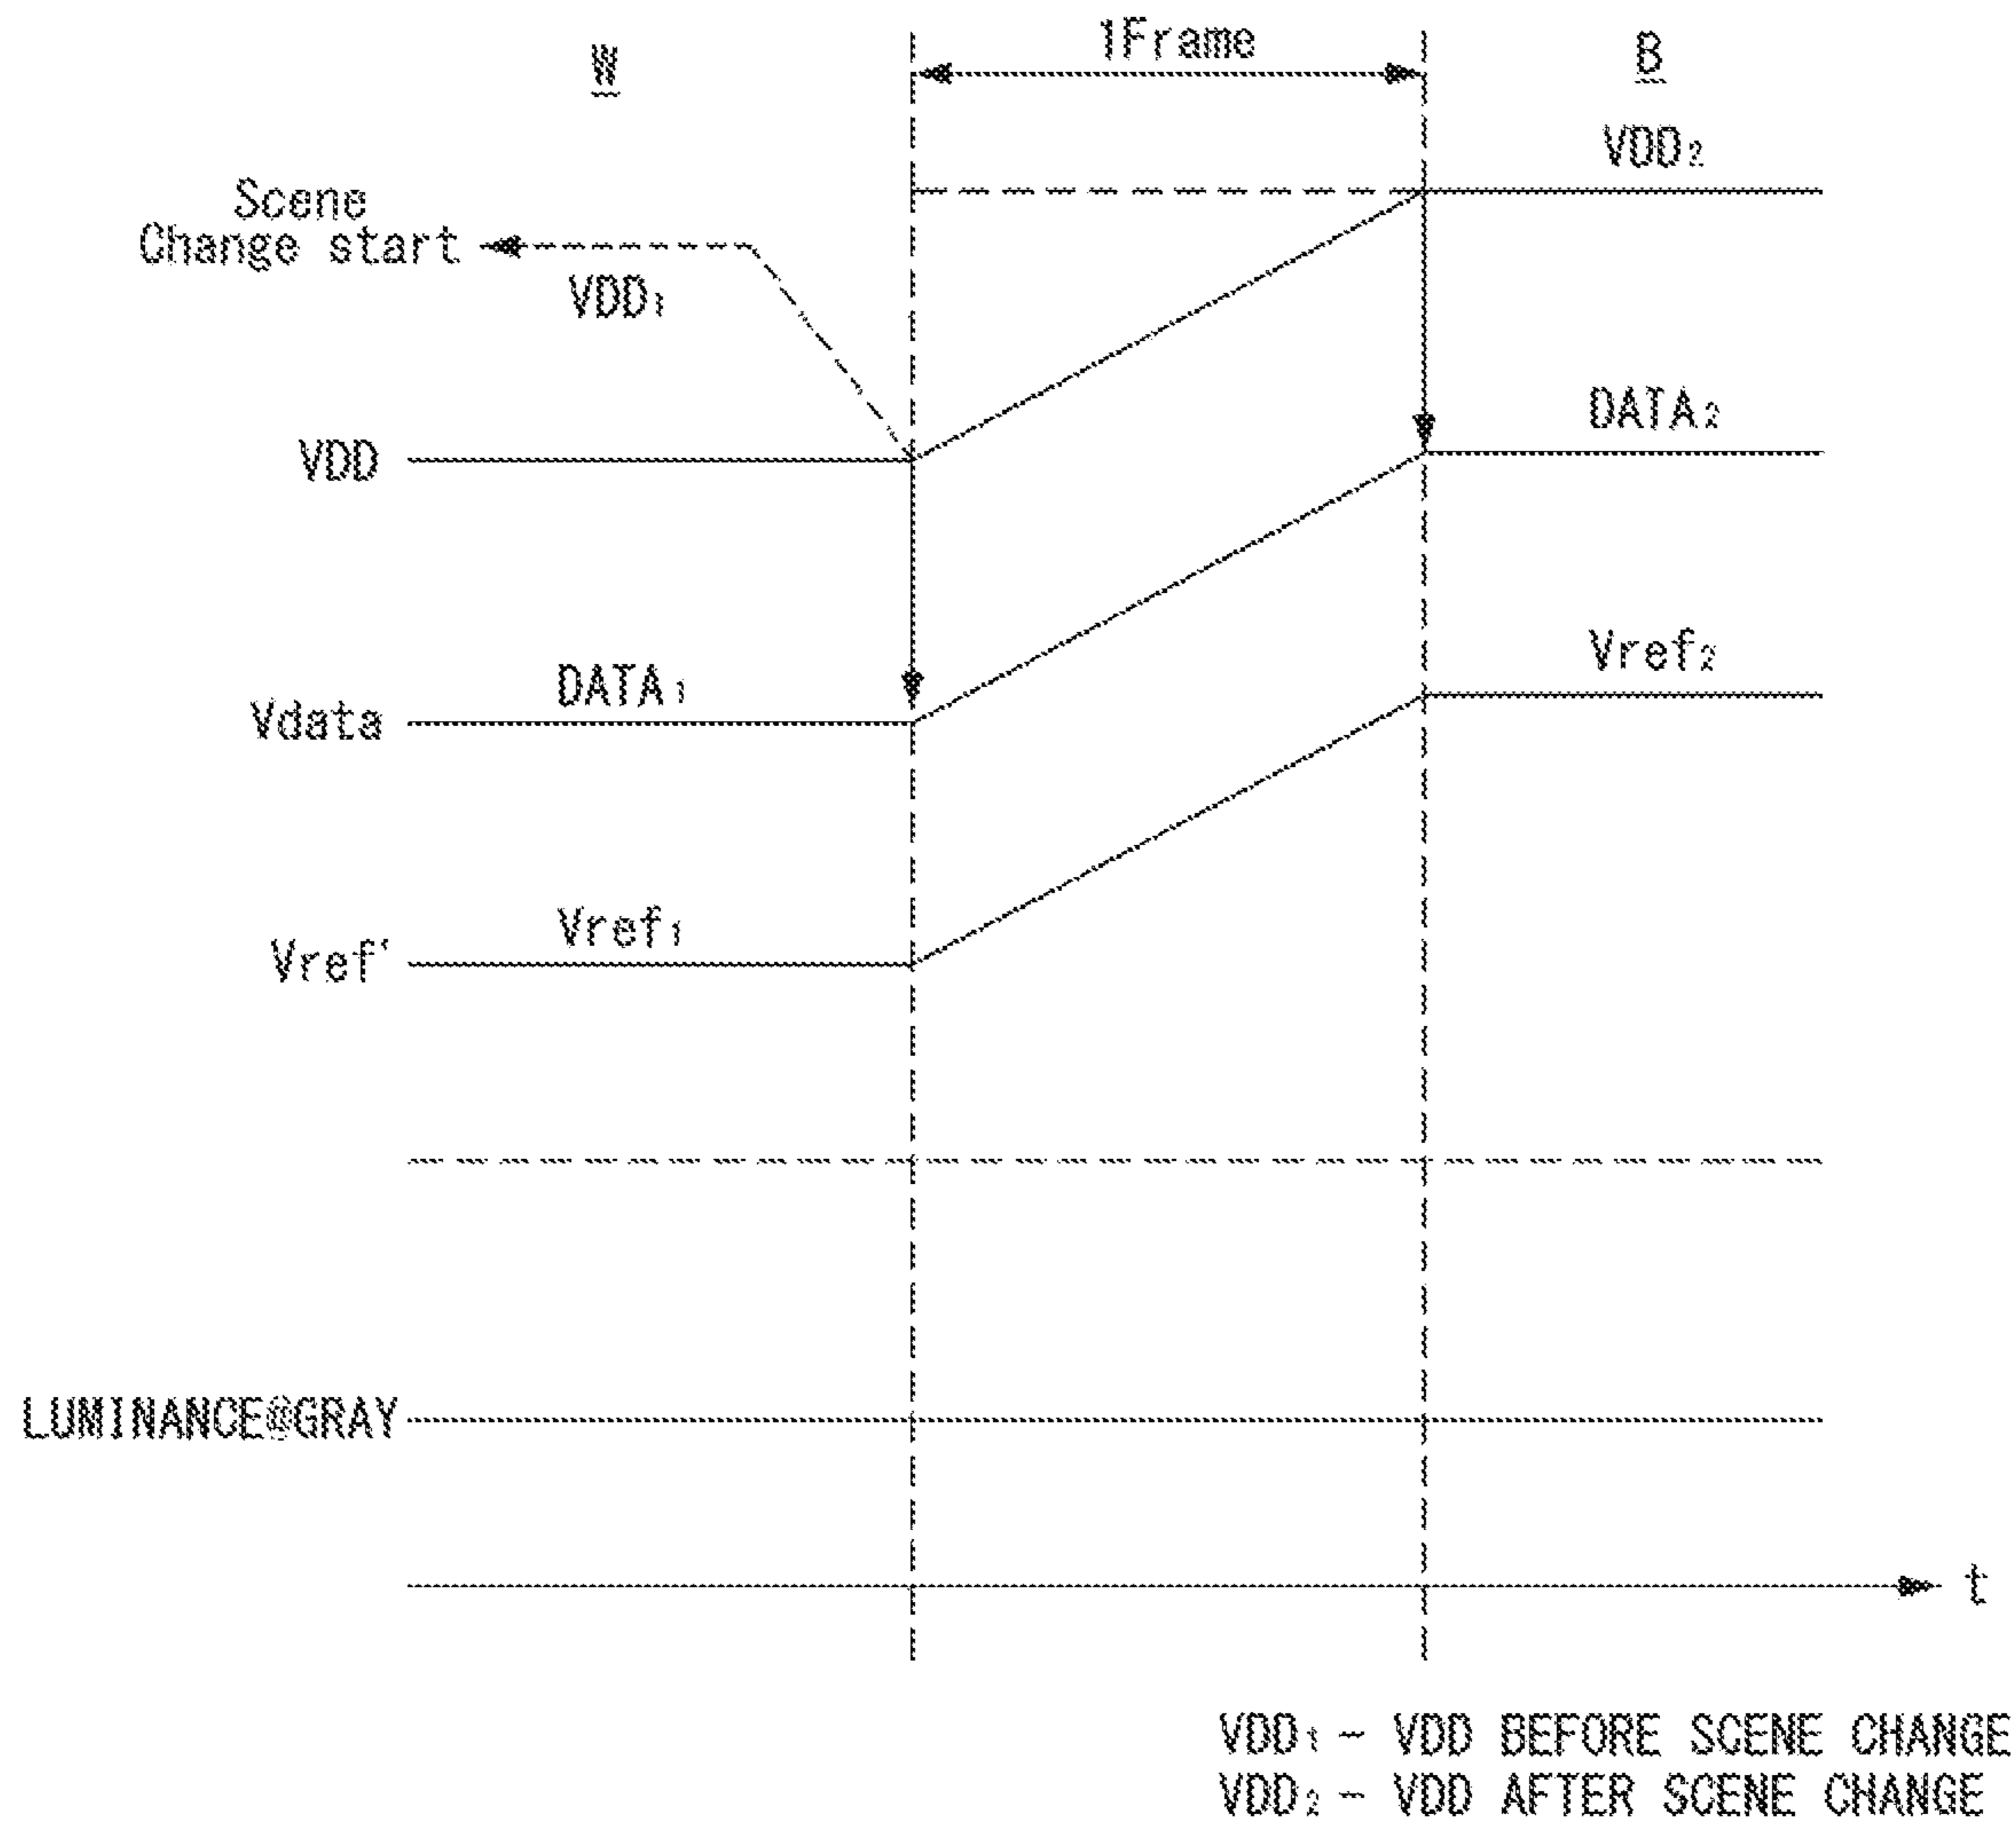 W
1Frame
B
VDD₂
Scene
Change start
VDD₁
DATA₂
VDD
Vref₂
DATA₁
Vdata
Vref₁
Vref'
LUMINANCE@GRAY
t
VDD₁ - VDD BEFORE SCENE CHANGE
VDD₂ - VDD AFTER SCENE CHANGE